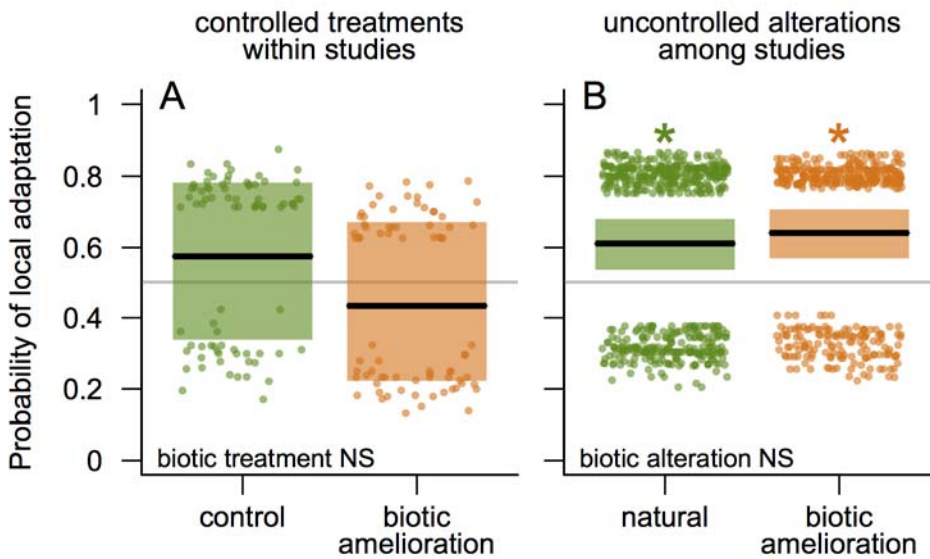 controlled treatments
within studies
uncontrolled alterations
among studies
Probability of local adaptation
A
1
0.8
0.6
0.4
0.2
0
biotic treatment NS
control
biotic
amelioration
B
*
*
biotic alteration NS
natural
biotic
amelioration